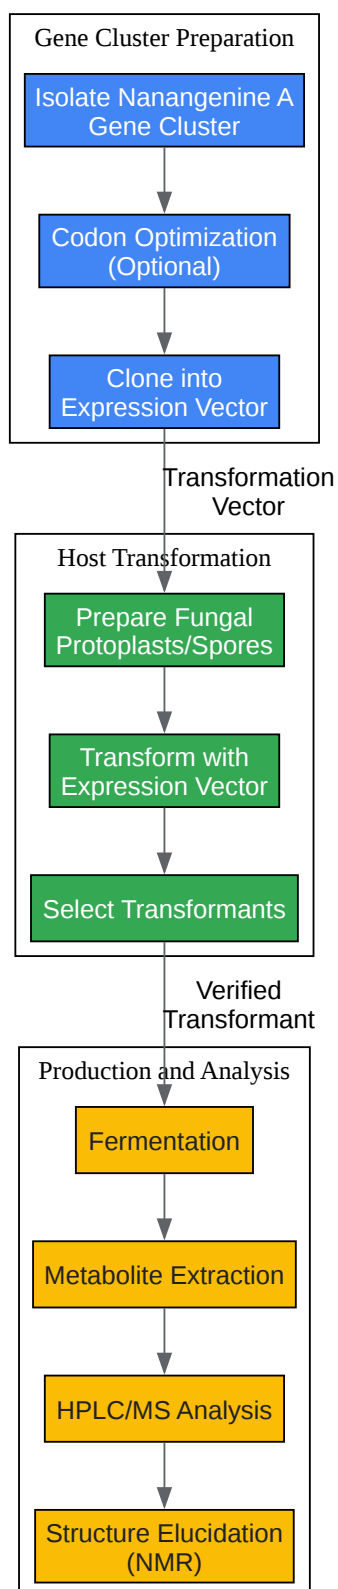 Gene Cluster Preparation
Isolate Nanangenine A
Gene Cluster
Codon Optimization
(Optional)
Clone into
Expression Vector
Transformation
Vector
Host Transformation
Prepare Fungal
Protoplasts/Spores
Transform with
Expression Vector
Select Transformants
Verified
Transformant
Production and Analysis
Fermentation
Metabolite Extraction
HPLC/MS Analysis
Structure Elucidation
(NMR)